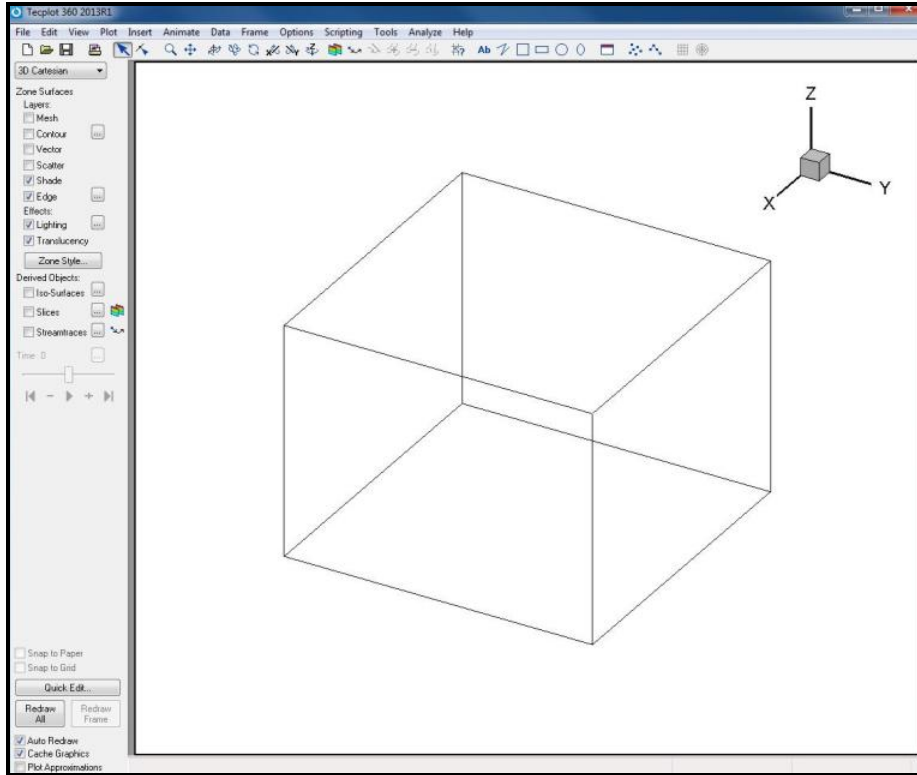 Tecplot 360 2013R1
File Edit View Plot Insert Animate Data Frame Options Scripting Tools Analyze Help
Ab
3D Cartesian
Zone Surfaces
Layers:
Mesh
Contour ...
Vector
Scatter
Shade
Edge ...
Effects:
Lighting ...
Translucency
Zone Style...
Derived Objects:
Iso-Surfaces ...
Slices ...
Streamtraces ...
Time: 0 ...
Snap to Paper
Snap to Grid
Quick Edit...
Redraw All
Redraw Frame
Auto Redraw
Cache Graphics
Plot Approximations
Z
X
Y